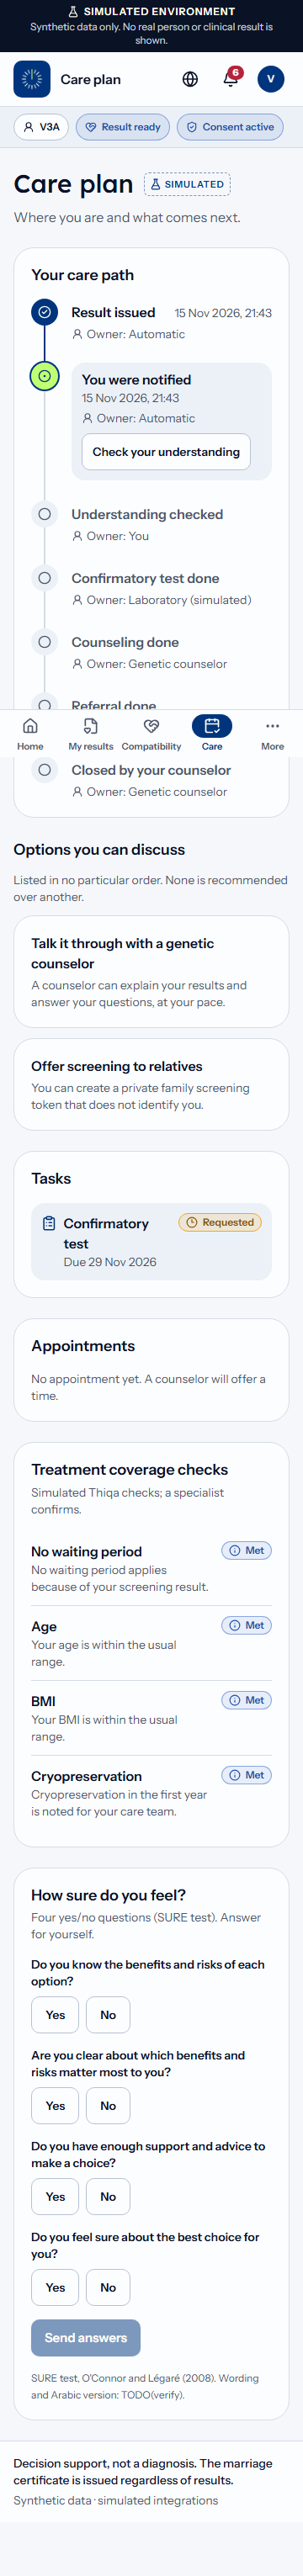 SIMULATED ENVIRONMENT
Synthetic data only. No real person or clinical result is
shown.
Care plan
6
V
V3A
Result ready
Consent active
Care plan
SIMULATED
Where you are and what comes next.
Your care path
Result issued
15 Nov 2026, 21:43
Owner: Automatic
You were notified
15 Nov 2026, 21:43
Owner: Automatic
Check your understanding
Understanding checked
Owner: You
Confirmatory test done
Owner: Laboratory (simulated)
Counseling done
Owner: Genetic counselor
Referral done
Home
My results
Compatibility
Care
More
Closed by your counselor
Owner: Genetic counselor
Options you can discuss
Listed in no particular order. None is recommended
over another.
Talk it through with a genetic
counselor
A counselor can explain your results and
answer your questions, at your pace.
Offer screening to relatives
You can create a private family screening
token that does not identify you.
Tasks
Confirmatory
test
Requested
Due 29 Nov 2026
Appointments
No appointment yet. A counselor will offer a
time.
Treatment coverage checks
Simulated Thiqa checks; a specialist
confirms.
No waiting period
Met
No waiting period applies
because of your screening result.
Age
Met
Your age is within the usual
range.
BMI
Met
Your BMI is within the usual
range.
Cryopreservation
Met
Cryopreservation in the first year
is noted for your care team.
How sure do you feel?
Four yes/no questions (SURE test). Answer
for yourself.
Do you know the benefits and risks of each
option?
Yes
No
Are you clear about which benefits and
risks matter most to you?
Yes
No
Do you have enough support and advice to
make a choice?
Yes
No
Do you feel sure about the best choice for
you?
Yes
No
Send answers
SURE test, O'Connor and Légaré (2008). Wording
and Arabic version: TODO(verify).
Decision support, not a diagnosis. The marriage
certificate is issued regardless of results.
Synthetic data · simulated integrations